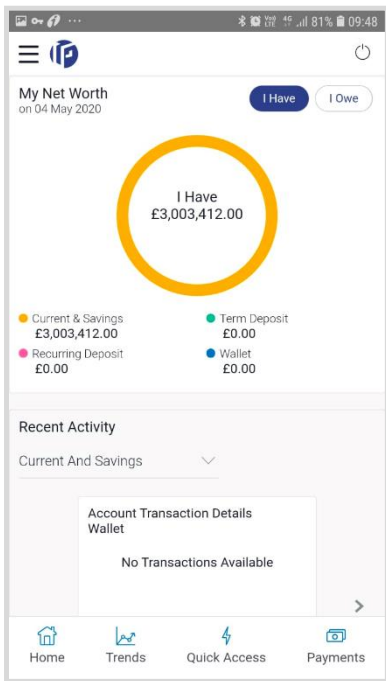 81% 09:48
My Net Worth
on 04 May 2020
I Have
I Owe
I Have
£3,003,412.00
Current & Savings
£3,003,412.00
Term Deposit
£0.00
Recurring Deposit
£0.00
Wallet
£0.00
Recent Activity
Current And Savings
Account Transaction Details
Wallet
No Transactions Available
Home Trends Quick Access Payments